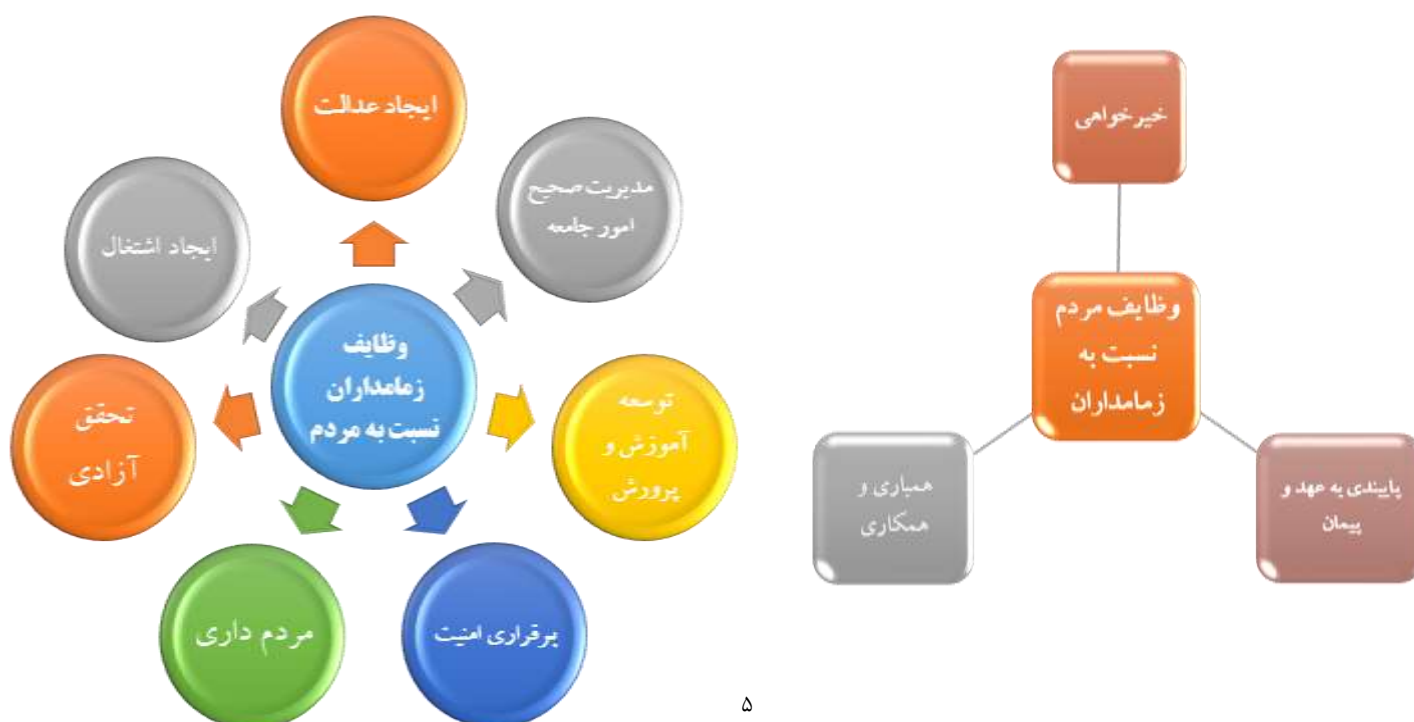 خیرخواهی
وظایف مردم
نسبت به
زمامداران
پایبندی به عهد و
پیمان
همیاری و
همکاری
ایجاد عدالت
مدیریت صحیح
امور جامعه
توسعه
آموزش و
پرورش
برقراری امنیت
مردم داری
تحقق
آزادی
ایجاد اشتغال
وظایف
زمامداران
نسبت به مردم
۵